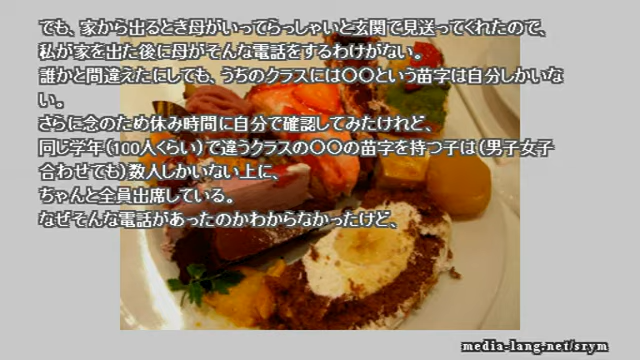 でも、家から出るとき母がいってらっしゃいと玄関で見送ってくれたので、
私が家を出た後に母がそんな電話をするわけがない。
誰かと間違えたにしても、うちのクラスには〇〇という苗字は自分しかいな
い。
さらに念のため休み時間に自分で確認してみたけれど、
同じ学年（100人くらい）で違うクラスの〇〇の苗字を持つ子は（男子女子
合わせても）数人しかいない上に、
ちゃんと全員出席している。
なぜそんな電話があったのかわからなかったけど、
media-lang-net/srym